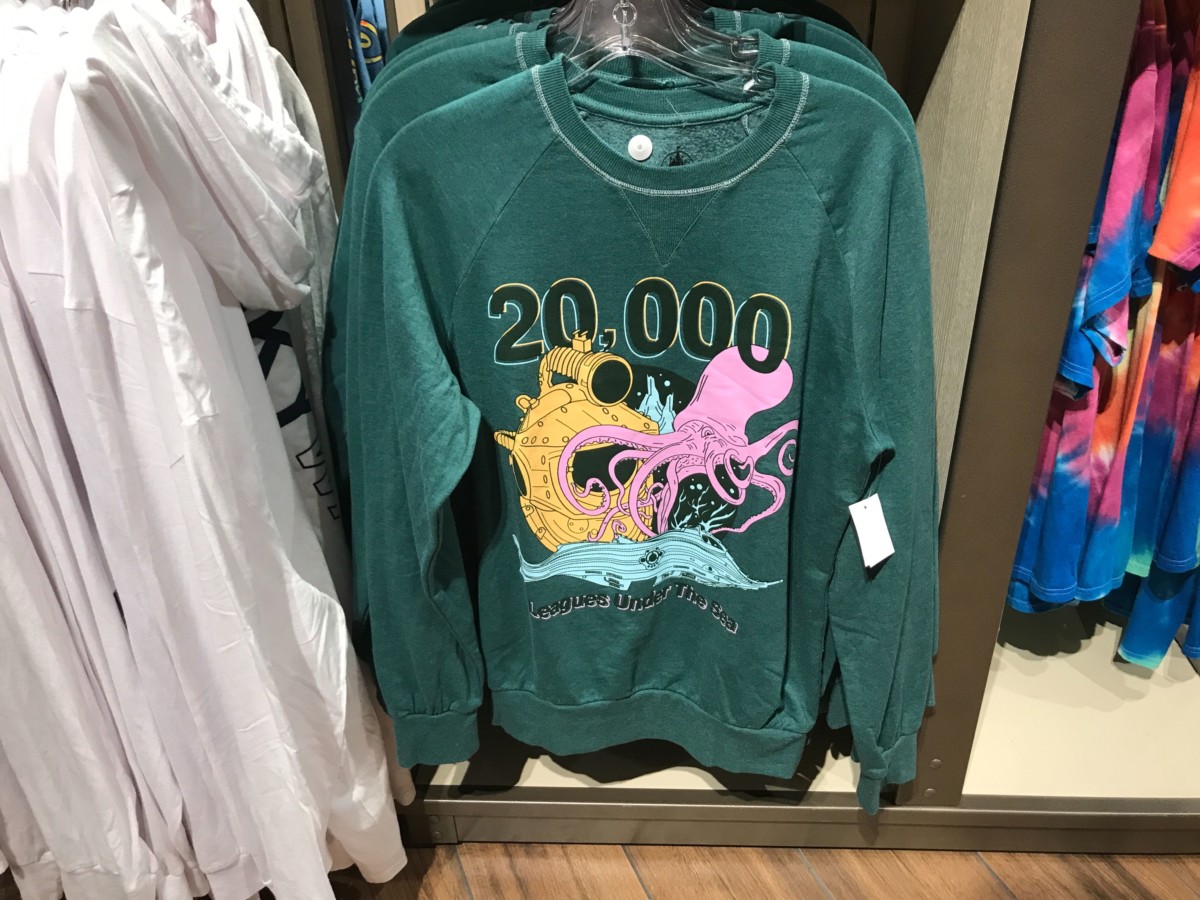 20,000
Leagues Under The Sea